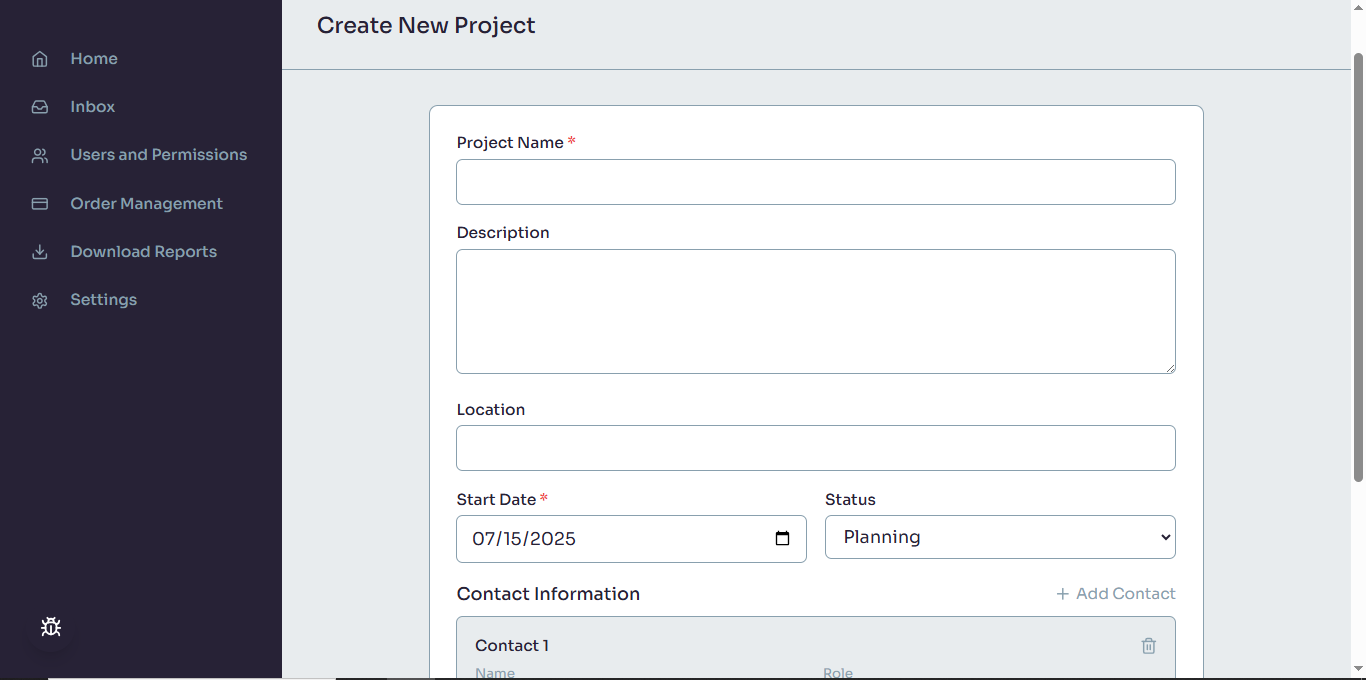 Create New Project
Home
Inbox
Users and Permissions
Order Management
Download Reports
Settings
Project Name *
Description
Location
Start Date *
Status
07/15/2025
Planning
Contact Information
+ Add Contact
Contact 1
Name
Role